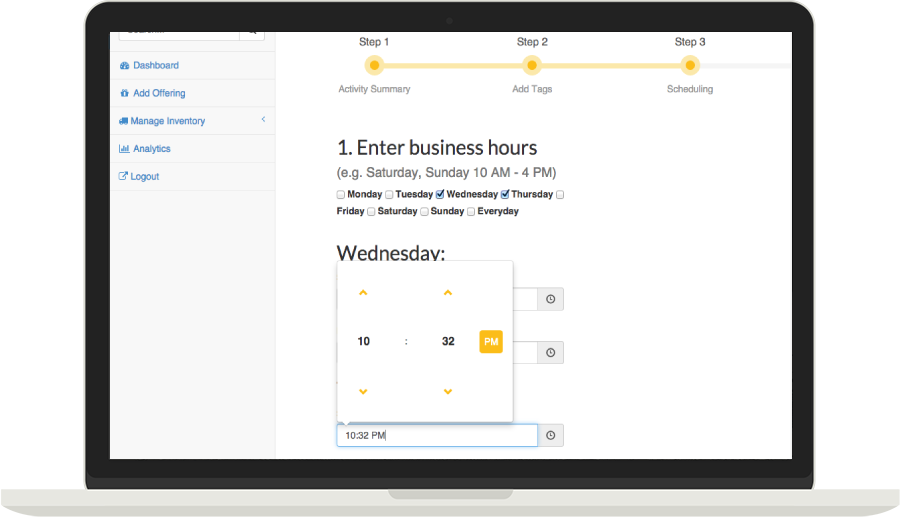 Search...
Dashboard
Add Offering
Manage Inventory
Analytics
Logout
Step 1 Step 2 Step 3
Activity Summary Add Tags Scheduling
1. Enter business hours
(e.g. Saturday, Sunday 10 AM - 4 PM)
Monday Tuesday Wednesday Thursday
Friday Saturday Sunday Everyday
Wednesday:
10 : 32 PM
10:32 PM